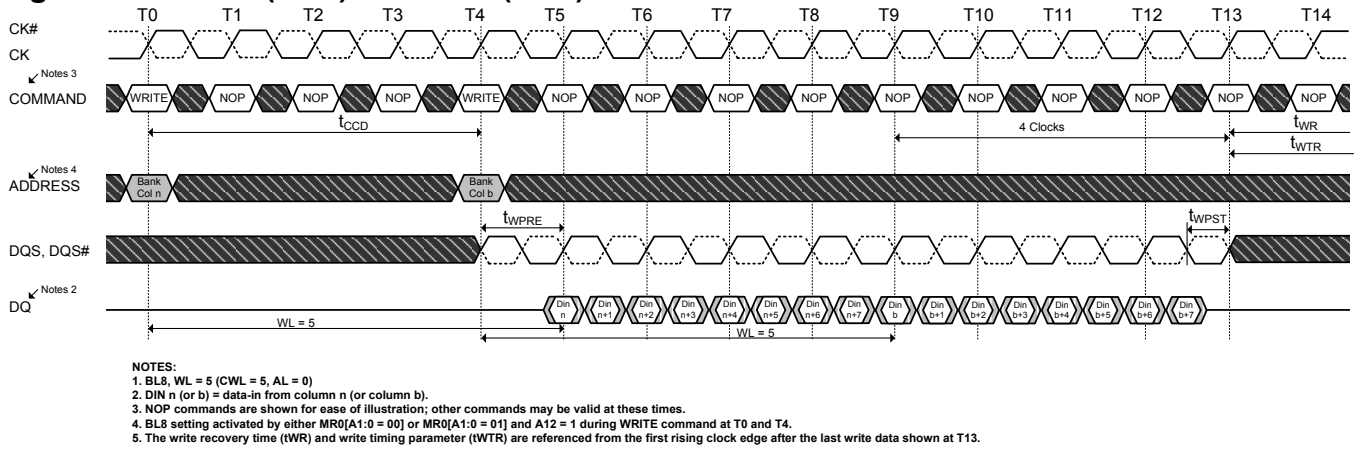 T0 T1 T2 T3 T4 T5 T6 T7 T8 T9 T10 T11 T12 T13 T14
CK#
CK
Notes 3
COMMAND WRITE NOP NOP NOP WRITE NOP NOP NOP NOP NOP NOP NOP NOP NOP NOP
tCCD 4 Clocks tWR
tWTR
Notes 4
ADDRESS
Bank Bank
Col n Col b
tWPRE tWPST
DQS, DQS#
Notes 2
DQ
Din Din Din Din Din Din Din Din Din Din Din Din Din Din Din Din
n n+1 n+2 n+3 n+4 n+5 n+6 n+7 b b+1 b+2 b+3 b+4 b+5 b+6 b+7
WL = 5 WL = 5
NOTES:
1. BL8, WL = 5 (CWL = 5, AL = 0)
2. DIN n (or b) = data-in from column n (or column b).
3. NOP commands are shown for ease of illustration; other commands may be valid at these times.
4. BL8 setting activated by either MR0[A1:0 = 00] or MR0[A1:0 = 01] and A12 = 1 during WRITE command at T0 and T4.
5. The write recovery time (tWR) and write timing parameter (tWTR) are referenced from the first rising clock edge after the last write data shown at T13.